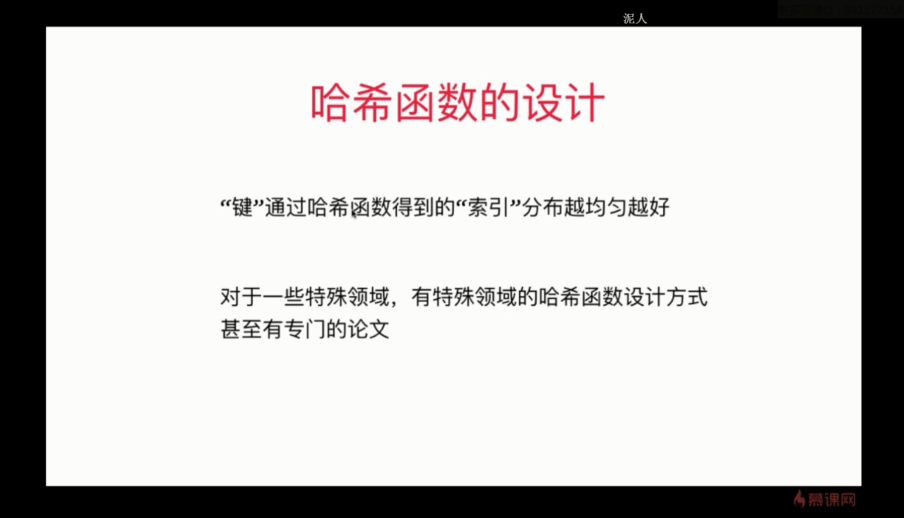 泥人
哈希函数的设计
“键”通过哈希函数得到的“索引”分布越均匀越好
对于一些特殊领域，有特殊领域的哈希函数设计方式
甚至有专门的论文
慕课网